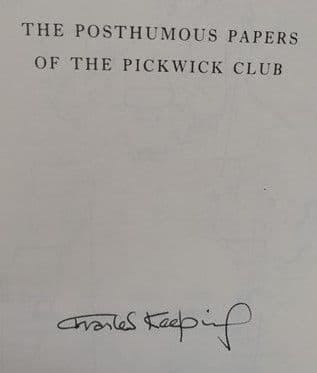 THE POSTHUMOUS PAPERS
OF THE PICKWICK CLUB
Charles Keeping